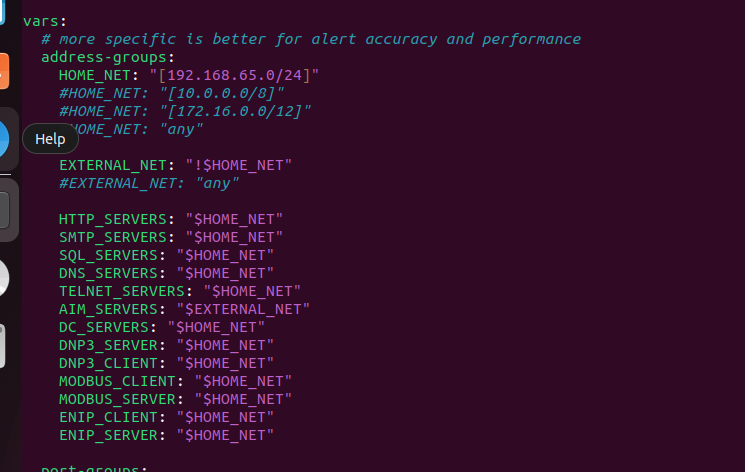 vars:
# more specific is better for alert accuracy and performance
address-groups:
HOME_NET: "[192.168.65.0/24]"
#HOME_NET: "[10.0.0.0/8]"
#HOME_NET: "[172.16.0.0/12]"
HOME_NET: "any"
Help
EXTERNAL_NET: "!$HOME_NET"
#EXTERNAL_NET: "any"
HTTP_SERVERS: "$HOME_NET"
SMTP_SERVERS: "$HOME_NET"
SQL_SERVERS: "$HOME_NET"
DNS_SERVERS: "$HOME_NET"
TELNET_SERVERS: "$HOME_NET"
AIM_SERVERS: "$EXTERNAL_NET"
DC_SERVERS: "$HOME_NET"
DNP3_SERVER: "$HOME_NET"
DNP3_CLIENT: "$HOME_NET"
MODBUS_CLIENT: "$HOME_NET"
MODBUS_SERVER: "$HOME_NET"
ENIP_CLIENT: "$HOME_NET"
ENIP_SERVER: "$HOME_NET"
port-groups: